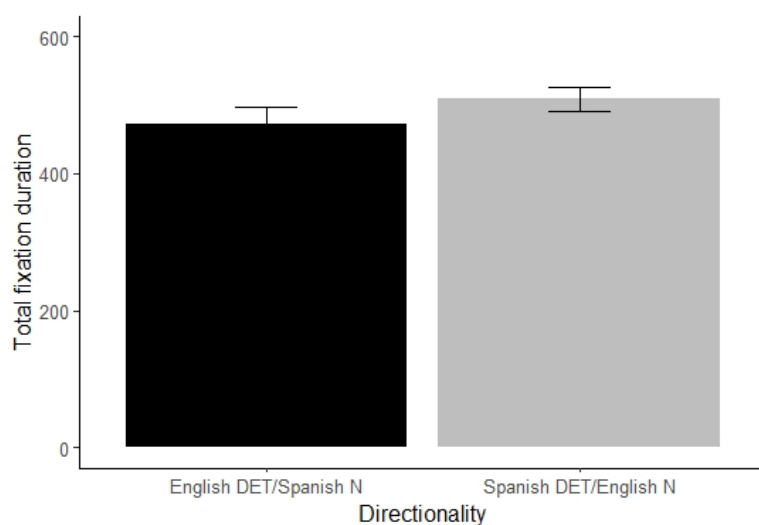 Total fixation duration
600
400
200
0
English DET/Spanish N
Spanish DET/English N
Directionality